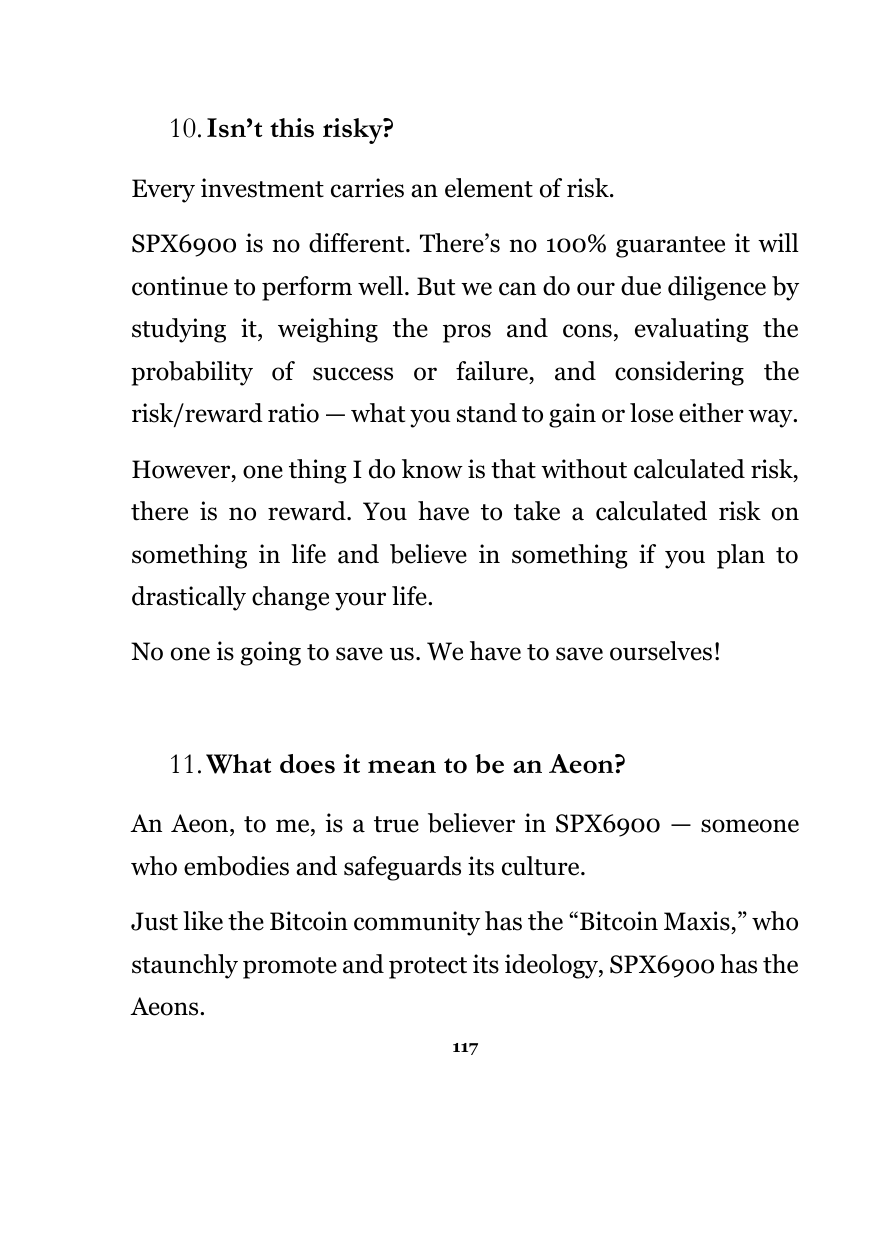 10. Isn’t this risky?
Every investment carries an element of risk.
SPX6900 is no different. There’s no 100% guarantee it will
continue to perform well. But we can do our due diligence by
studying it, weighing the pros and cons, evaluating the
probability of success or failure, and considering the
risk/reward ratio — what you stand to gain or lose either way.
However, one thing I do know is that without calculated risk,
there is no reward. You have to take a calculated risk on
something in life and believe in something if you plan to
drastically change your life.
No one is going to save us. We have to save ourselves!
11. What does it mean to be an Aeon?
An Aeon, to me, is a true believer in SPX6900 — someone
who embodies and safeguards its culture.
Just like the Bitcoin community has the “Bitcoin Maxis,” who
staunchly promote and protect its ideology, SPX6900 has the
Aeons.
117